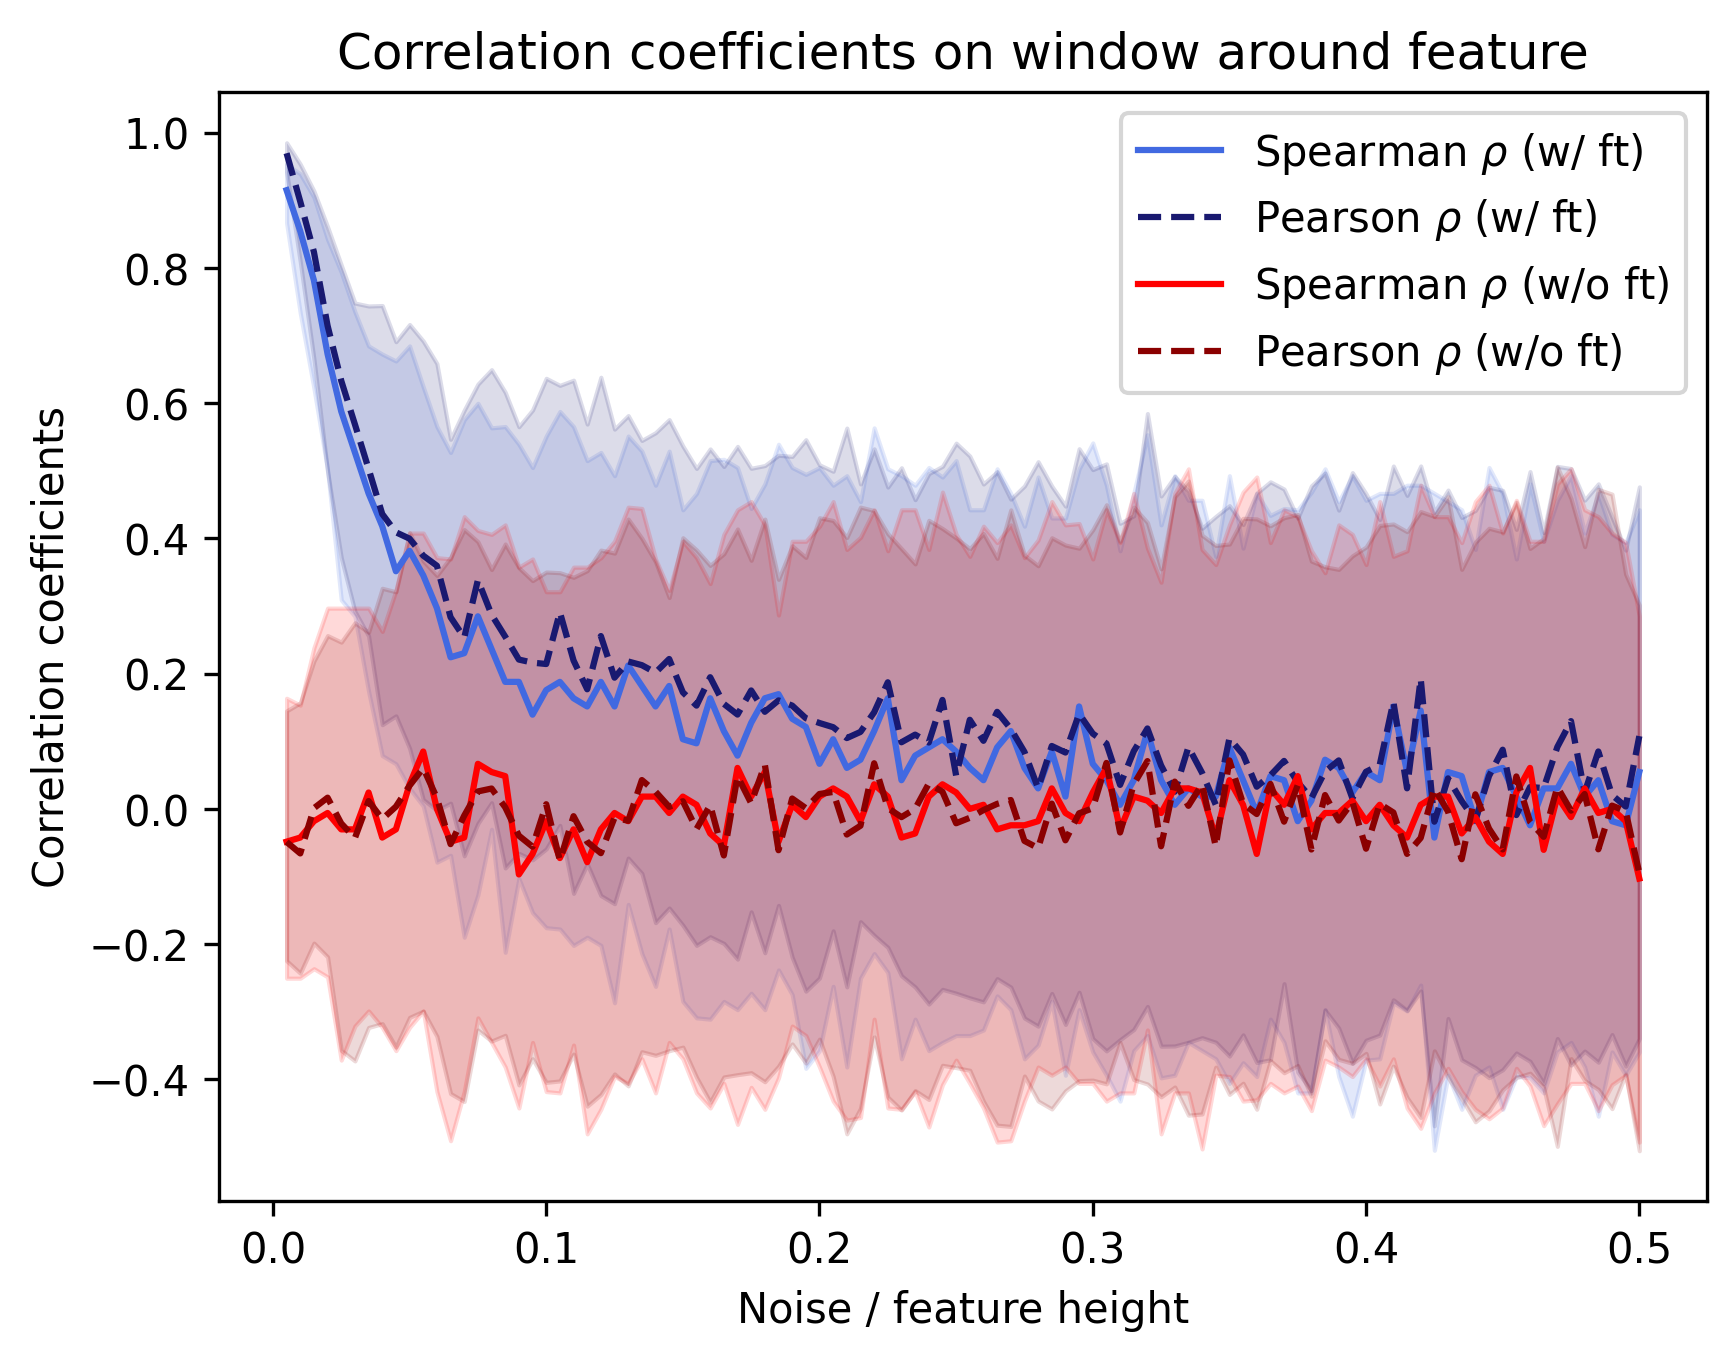 Correlation coefficients on window around feature
Spearman ρ (w/ ft)
Pearson ρ (w/ ft)
Spearman ρ (w/o ft)
Pearson ρ (w/o ft)
Correlation coefficients
1.0
0.8
0.6
0.4
0.2
0.0
−0.2
−0.4
0.0 0.1 0.2 0.3 0.4 0.5
Noise / feature height